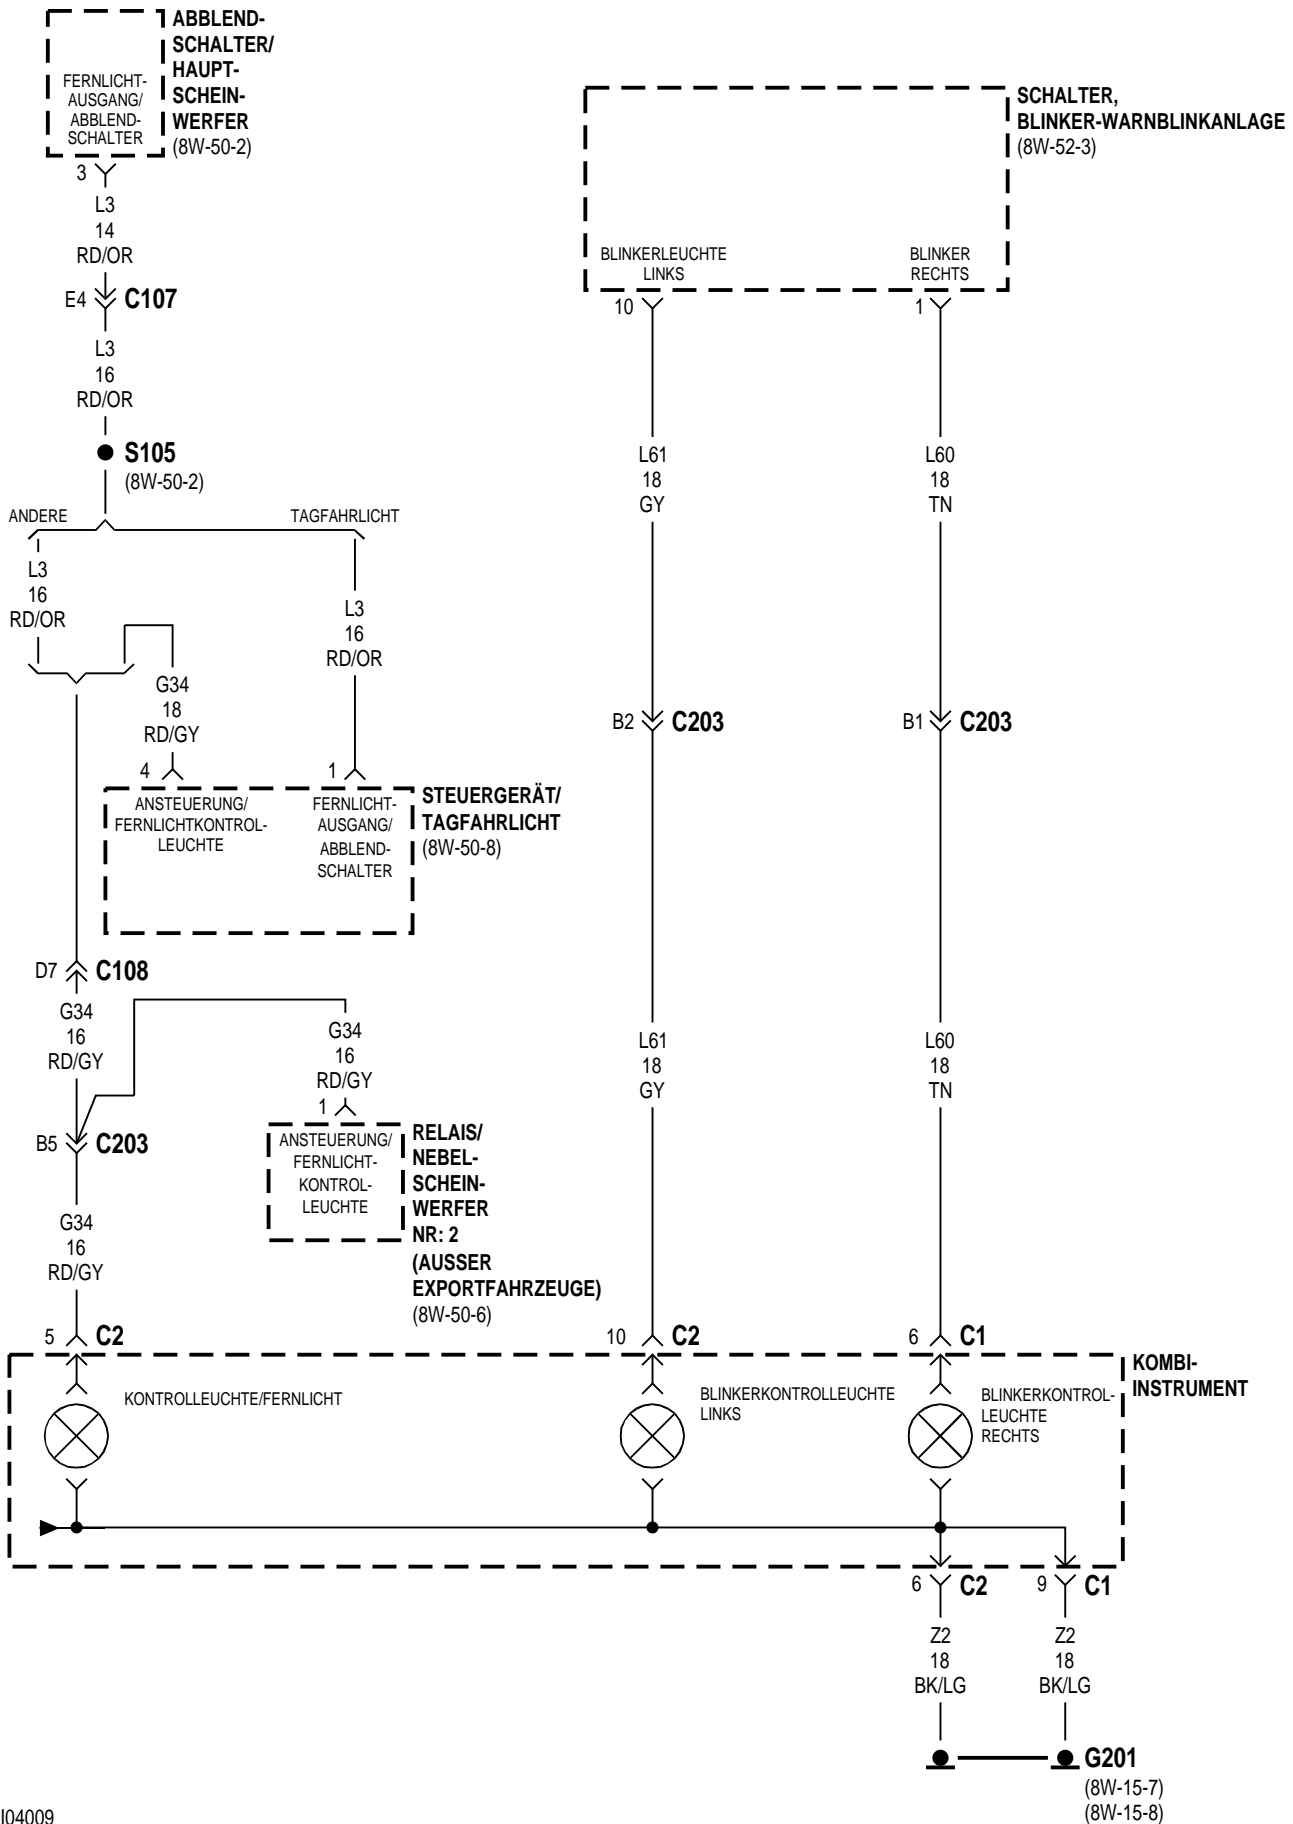 ABBLEND-
SCHALTER/
HAUPT-
SCHEIN-
WERFER
(8W-50-2)
FERNLICHT-
AUSGANG/
ABBLEND-
SCHALTER
3
L3
14
RD/OR
E4
C107
L3
16
RD/OR
S105
(8W-50-2)
ANDERE
TAGFAHRLICHT
L3
16
RD/OR
L3
16
RD/OR
G34
18
RD/GY
4
1
ANSTEUERUNG/
FERNLICHTKONTROL-
LEUCHTE
FERNLICHT-
AUSGANG/
ABBLEND-
SCHALTER
STEUERGERÄT/
TAGFAHRLICHT
(8W-50-8)
D7
C108
G34
16
RD/GY
G34
16
RD/GY
1
B5
C203
ANSTEUERUNG/
FERNLICHT-
KONTROL-
LEUCHTE
RELAIS/
NEBEL-
SCHEIN-
WERFER
NR: 2
(AUSSER
EXPORTFAHRZEUGE)
(8W-50-6)
G34
16
RD/GY
5
C2
SCHALTER,
BLINKER-WARNBLINKANLAGE
(8W-52-3)
BLINKERLEUCHTE
LINKS
BLINKER
RECHTS
10
1
L61
18
GY
L60
18
TN
B2
C203
B1
C203
L61
18
GY
L60
18
TN
10
C2
6
C1
KOMBI-
INSTRUMENT
KONTROLLEUCHTE/FERNLICHT
BLINKERKONTROLLEUCHTE
LINKS
BLINKERKONTROL-
LEUCHTE
RECHTS
6
C2
9
C1
Z2
18
BK/LG
Z2
18
BK/LG
G201
(8W-15-7)
(8W-15-8)
I04009